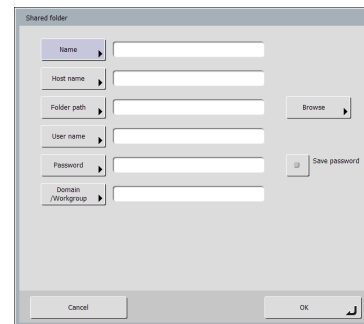 Shared folder
Name
Host name
Folder path
Browse
User name
Password
Save password
Domain
/Workgroup
Cancel
OK